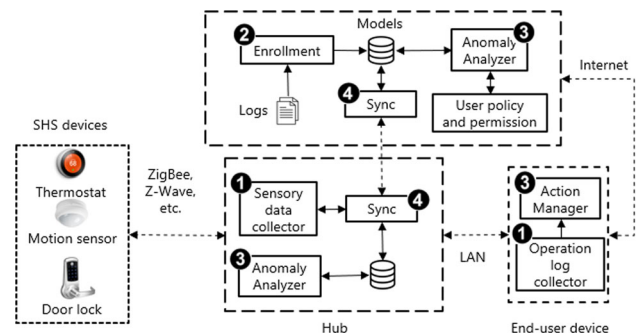 Models
2
Enrollment
3
Anomaly
Analyzer
Internet
Logs
4
Sync
User policy
and permission
SHS devices
68
Thermostat
Motion sensor
Door lock
ZigBee,
Z-Wave,
etc.
1
Sensory
data
collector
Sync
4
3
Anomaly
Analyzer
Hub
LAN
3
Action
Manager
1
Operation
log
collector
End-user device